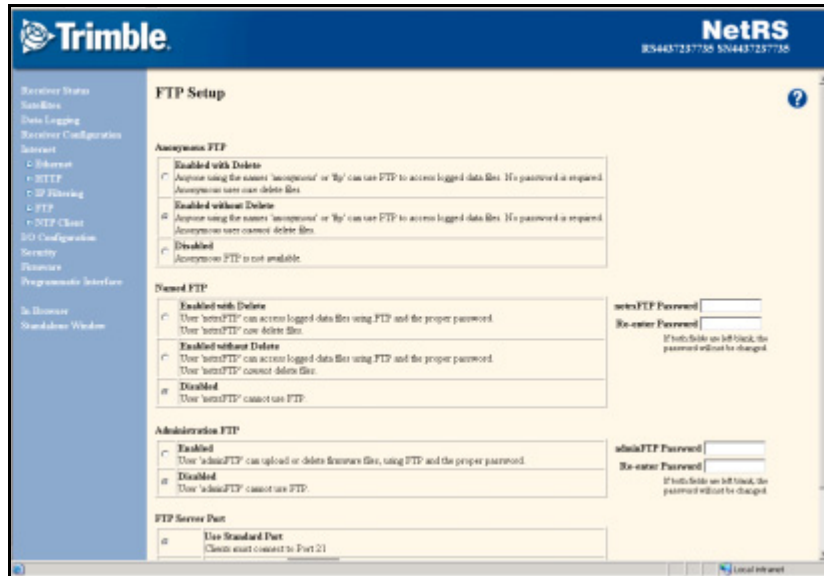 Trimble.
NetRS
RS4437237735 SN4437237735
Receiver Status
Satellites
Data Logging
Receiver Configuration
Internet
Ethernet
HTTP
IP Filtering
FTP
NTP Client
I/O Configuration
Security
Firmware
Programmatic Interface
In Browser
Standalone Window
FTP Setup
?
Anonymous FTP
Enabled with Delete
Anyone using the names 'anonymous' or 'ftp' can use FTP to access logged data files. No password is required.
Anonymous user can delete files.
Enabled without Delete
Anyone using the names 'anonymous' or 'ftp' can use FTP to access logged data files. No password is required.
Anonymous user cannot delete files.
Disabled
Anonymous FTP is not available.
Named FTP
Enabled with Delete
User 'netrsFTP' can access logged data files using FTP and the proper password.
User 'netrsFTP' can delete files.
Enabled without Delete
User 'netrsFTP' can access logged data files using FTP and the proper password.
User 'netrsFTP' cannot delete files.
Disabled
User 'netrsFTP' cannot use FTP.
netrsFTP Password
Re-enter Password
If both fields are left blank, the
password will not be changed.
Administration FTP
Enabled
User 'adminFTP' can upload or delete firmware files, using FTP and the proper password.
Disabled
User 'adminFTP' cannot use FTP.
adminFTP Password
Re-enter Password
If both fields are left blank, the
password will not be changed.
FTP Server Port
Use Standard Port
Clients must connect to Port 21
Local intranet